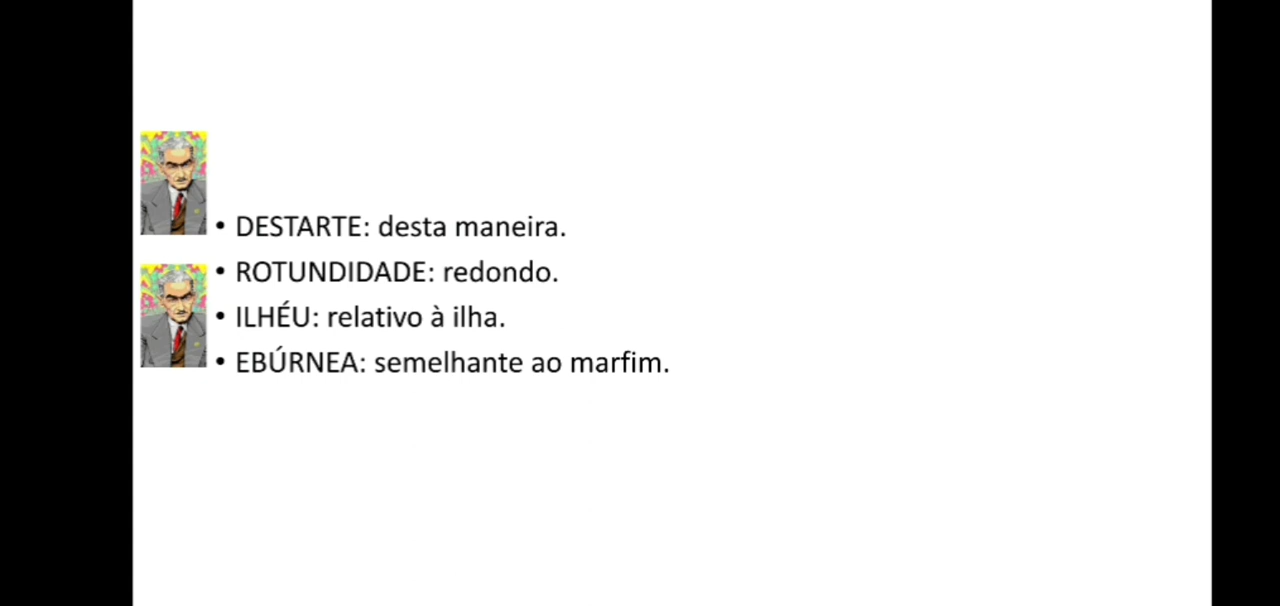 • DESTARTE: desta maneira.
• ROTUNDIDADE: redondo.
• ILHÉU: relativo à ilha.
• EBÚRNEA: semelhante ao marfim.